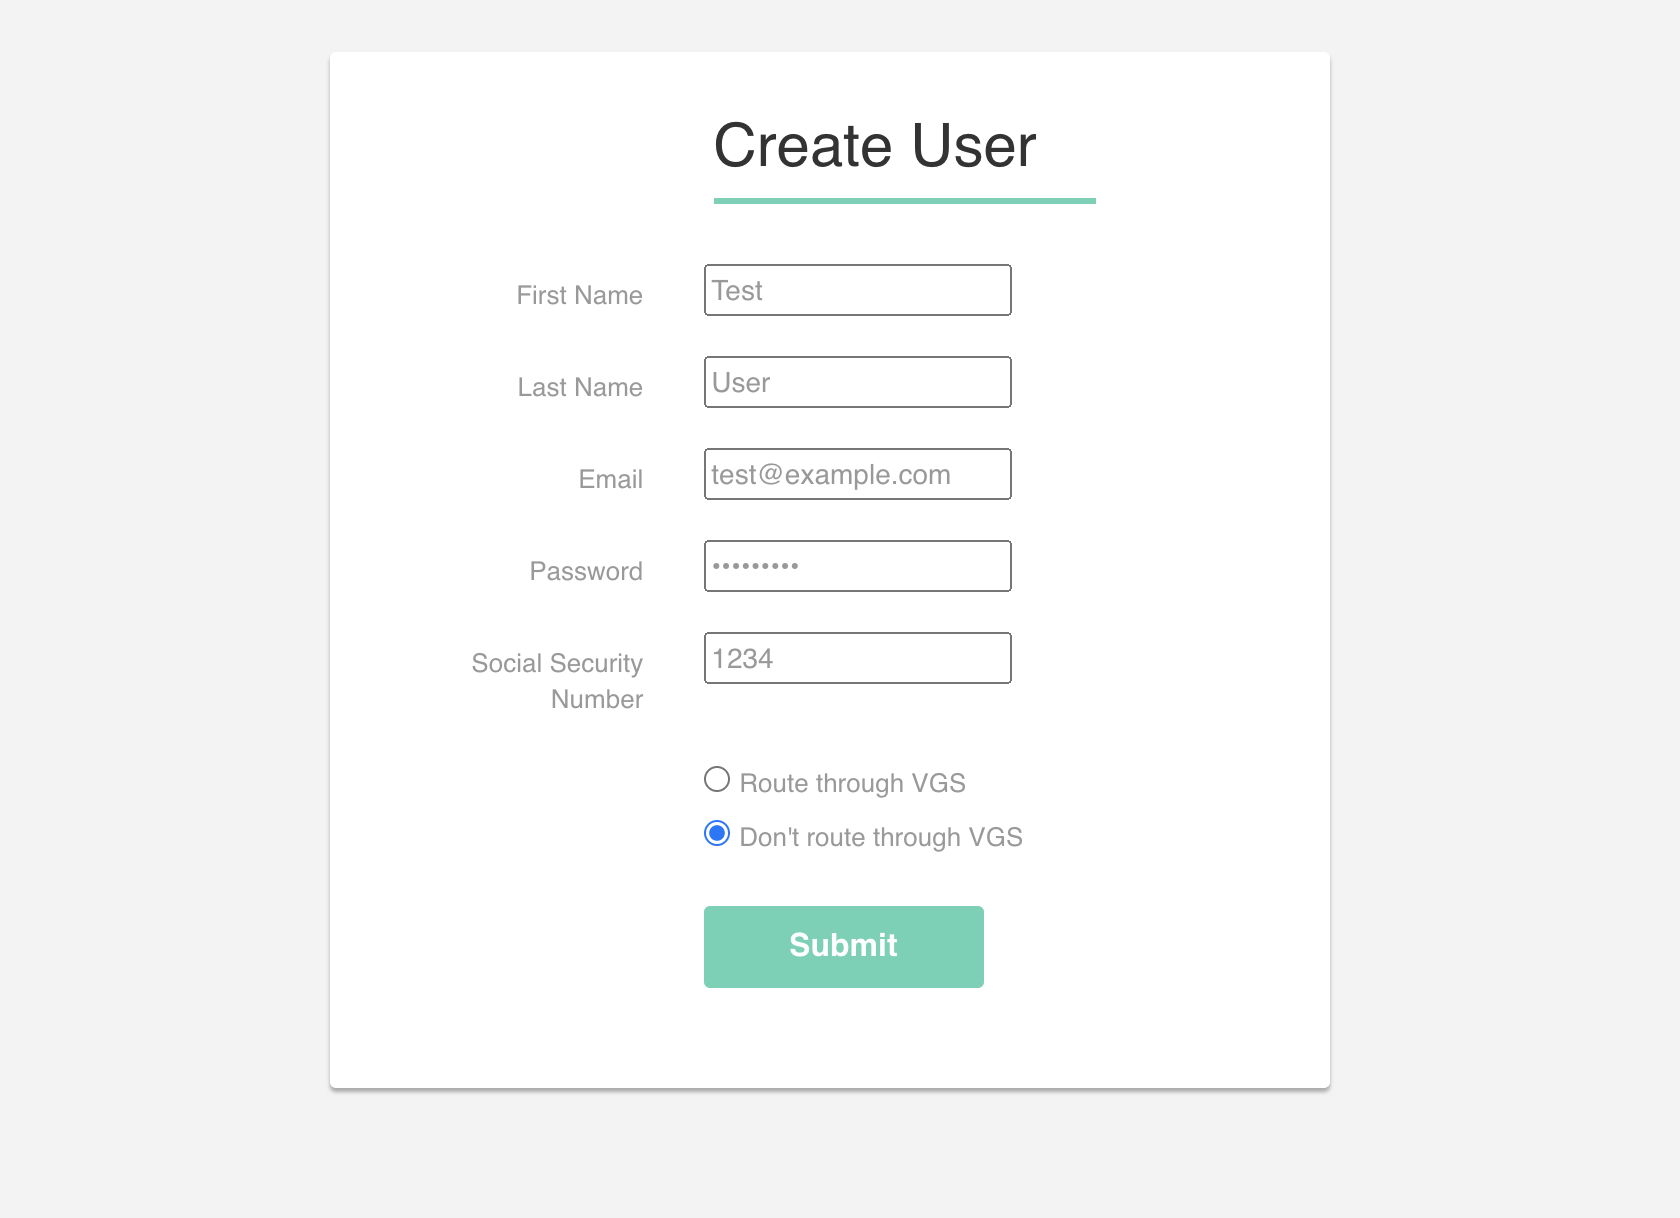 Create User
First Name
Test
Last Name
User
Email
test@example.com
Password
•••••••••
Social Security
Number
1234
Route through VGS
Don't route through VGS
Submit